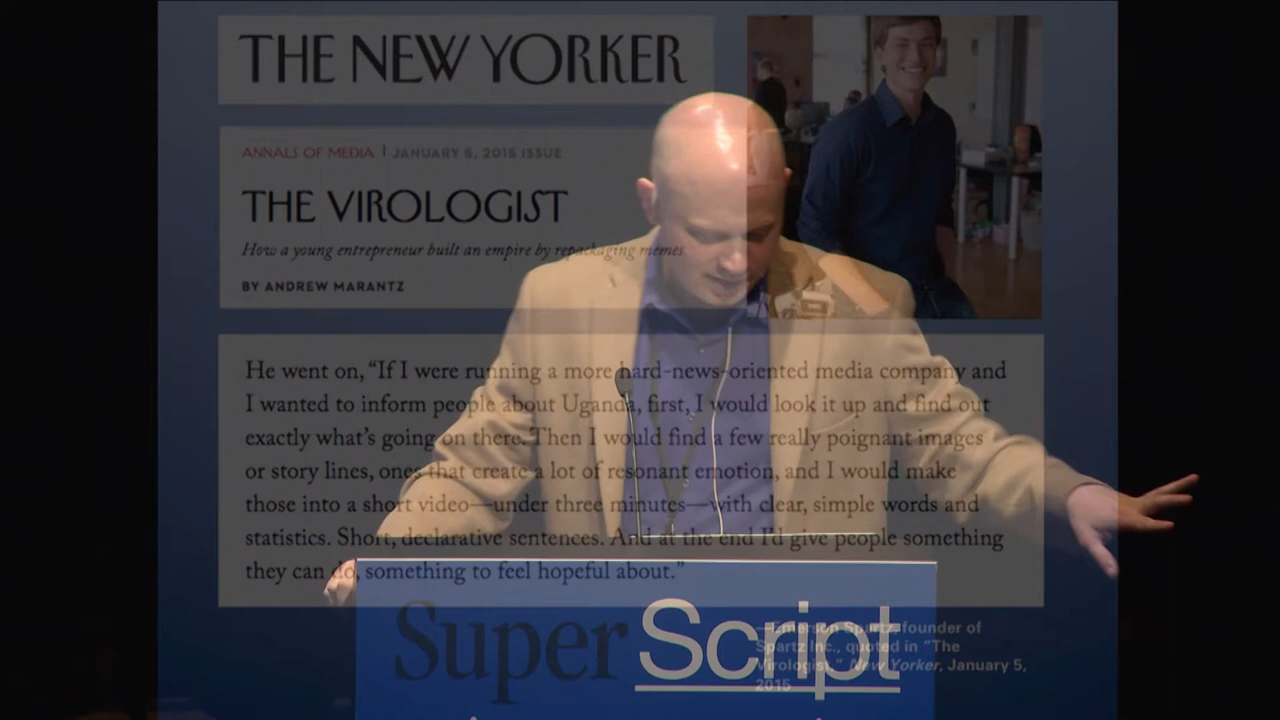 THE NEW YORKER
ANNALS OF MEDIA | JANUARY 5, 2015 ISSUE
THE VIROLOGIST
How a young entrepreneur built an empire by repackaging memes.
BY ANDREW MARANTZ
He went on, “If I were running a more hard-news-oriented media company and
I wanted to inform people about Uganda, first, I would look it up and find out
exactly what’s going on there. Then I would find a few really poignant images
or story lines, ones that create a lot of resonant emotion, and I would make
those into a short video—under three minutes—with clear, simple words and
statistics. Short, declarative sentences. And at the end I’d give people something
they can do, something to feel hopeful about.”
SuperScript
—Emerson Spartz, founder of
Spartz Inc., quoted in “The
Virologist,” New Yorker, January 5,
2015